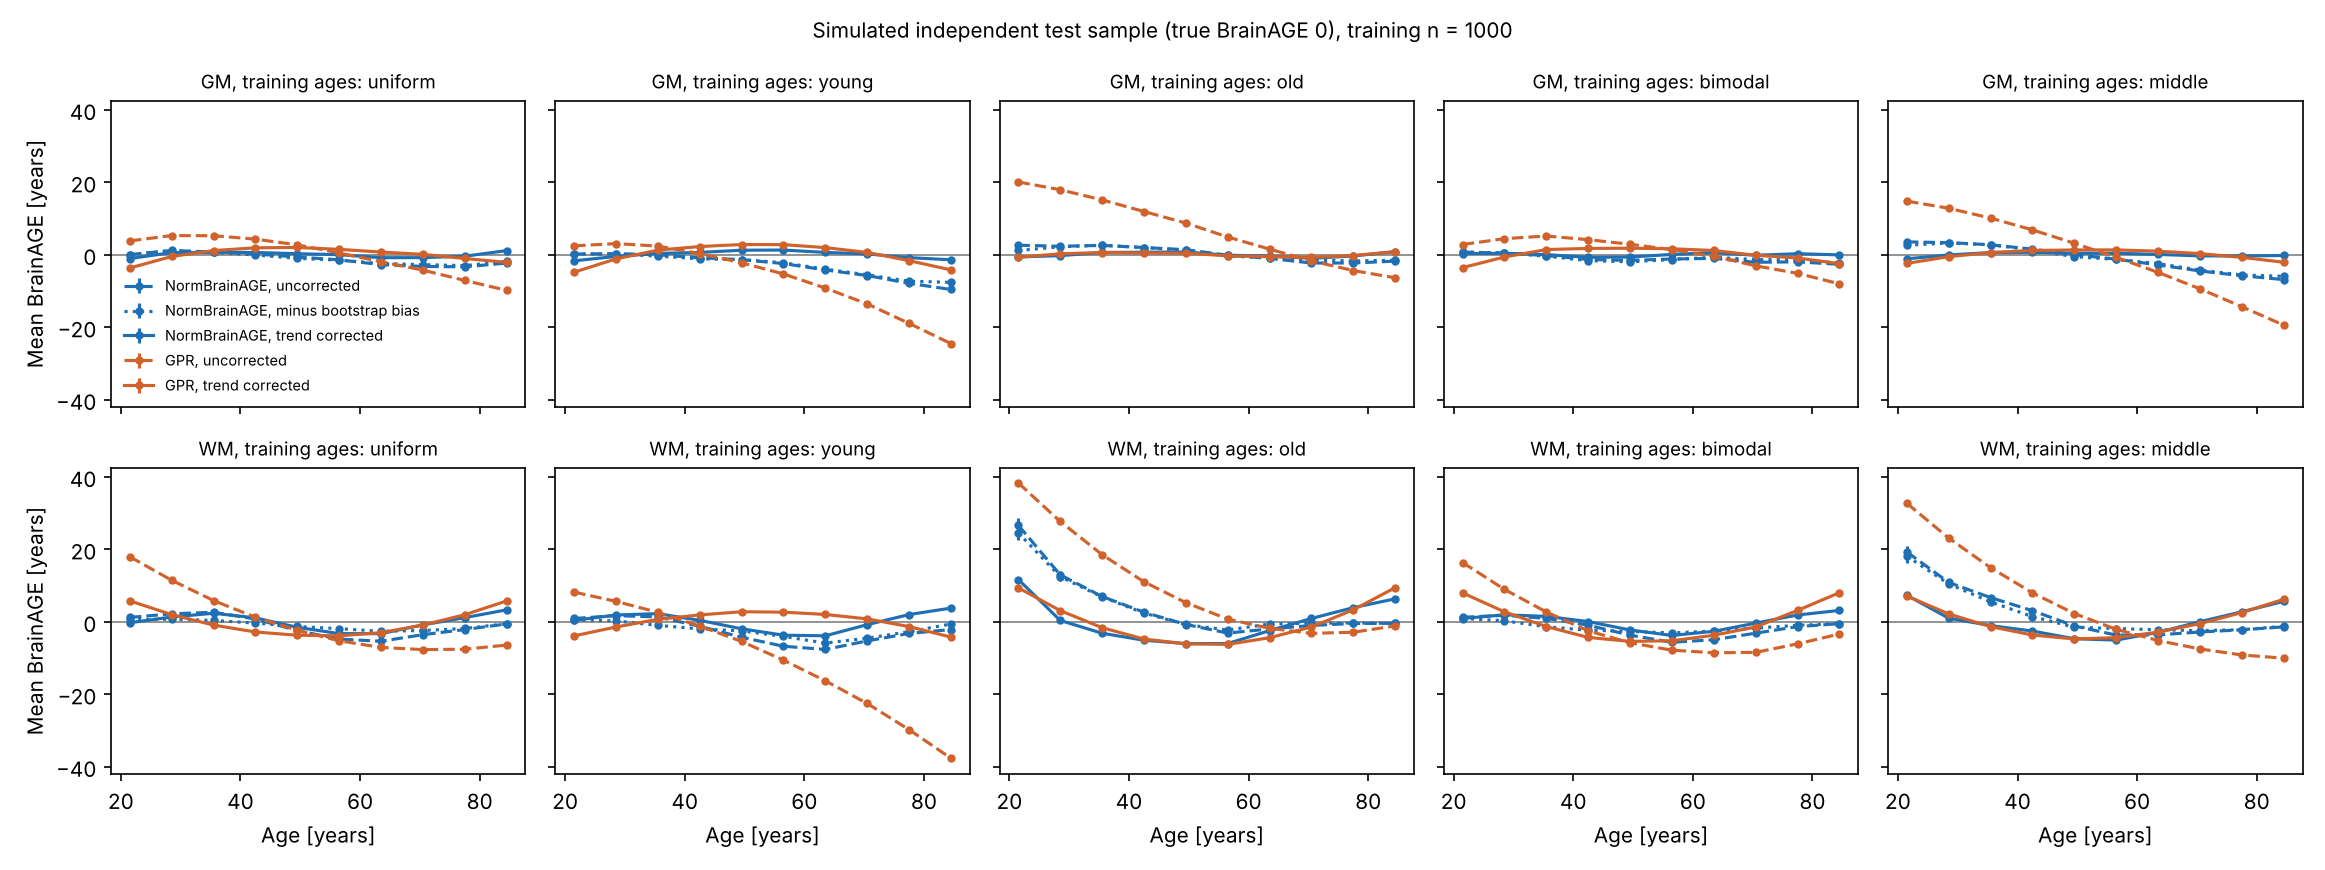 Simulated independent test sample (true BrainAGE 0), training n = 1000
GM, training ages: uniform
GM, training ages: young
GM, training ages: old
GM, training ages: bimodal
GM, training ages: middle
Mean BrainAGE [years]
40
20
0
−20
−40
NormBrainAGE, uncorrected
NormBrainAGE, minus bootstrap bias
NormBrainAGE, trend corrected
GPR, uncorrected
GPR, trend corrected
WM, training ages: uniform
WM, training ages: young
WM, training ages: old
WM, training ages: bimodal
WM, training ages: middle
Mean BrainAGE [years]
40
20
0
−20
−40
20 40 60 80
20 40 60 80
20 40 60 80
20 40 60 80
20 40 60 80
Age [years]
Age [years]
Age [years]
Age [years]
Age [years]